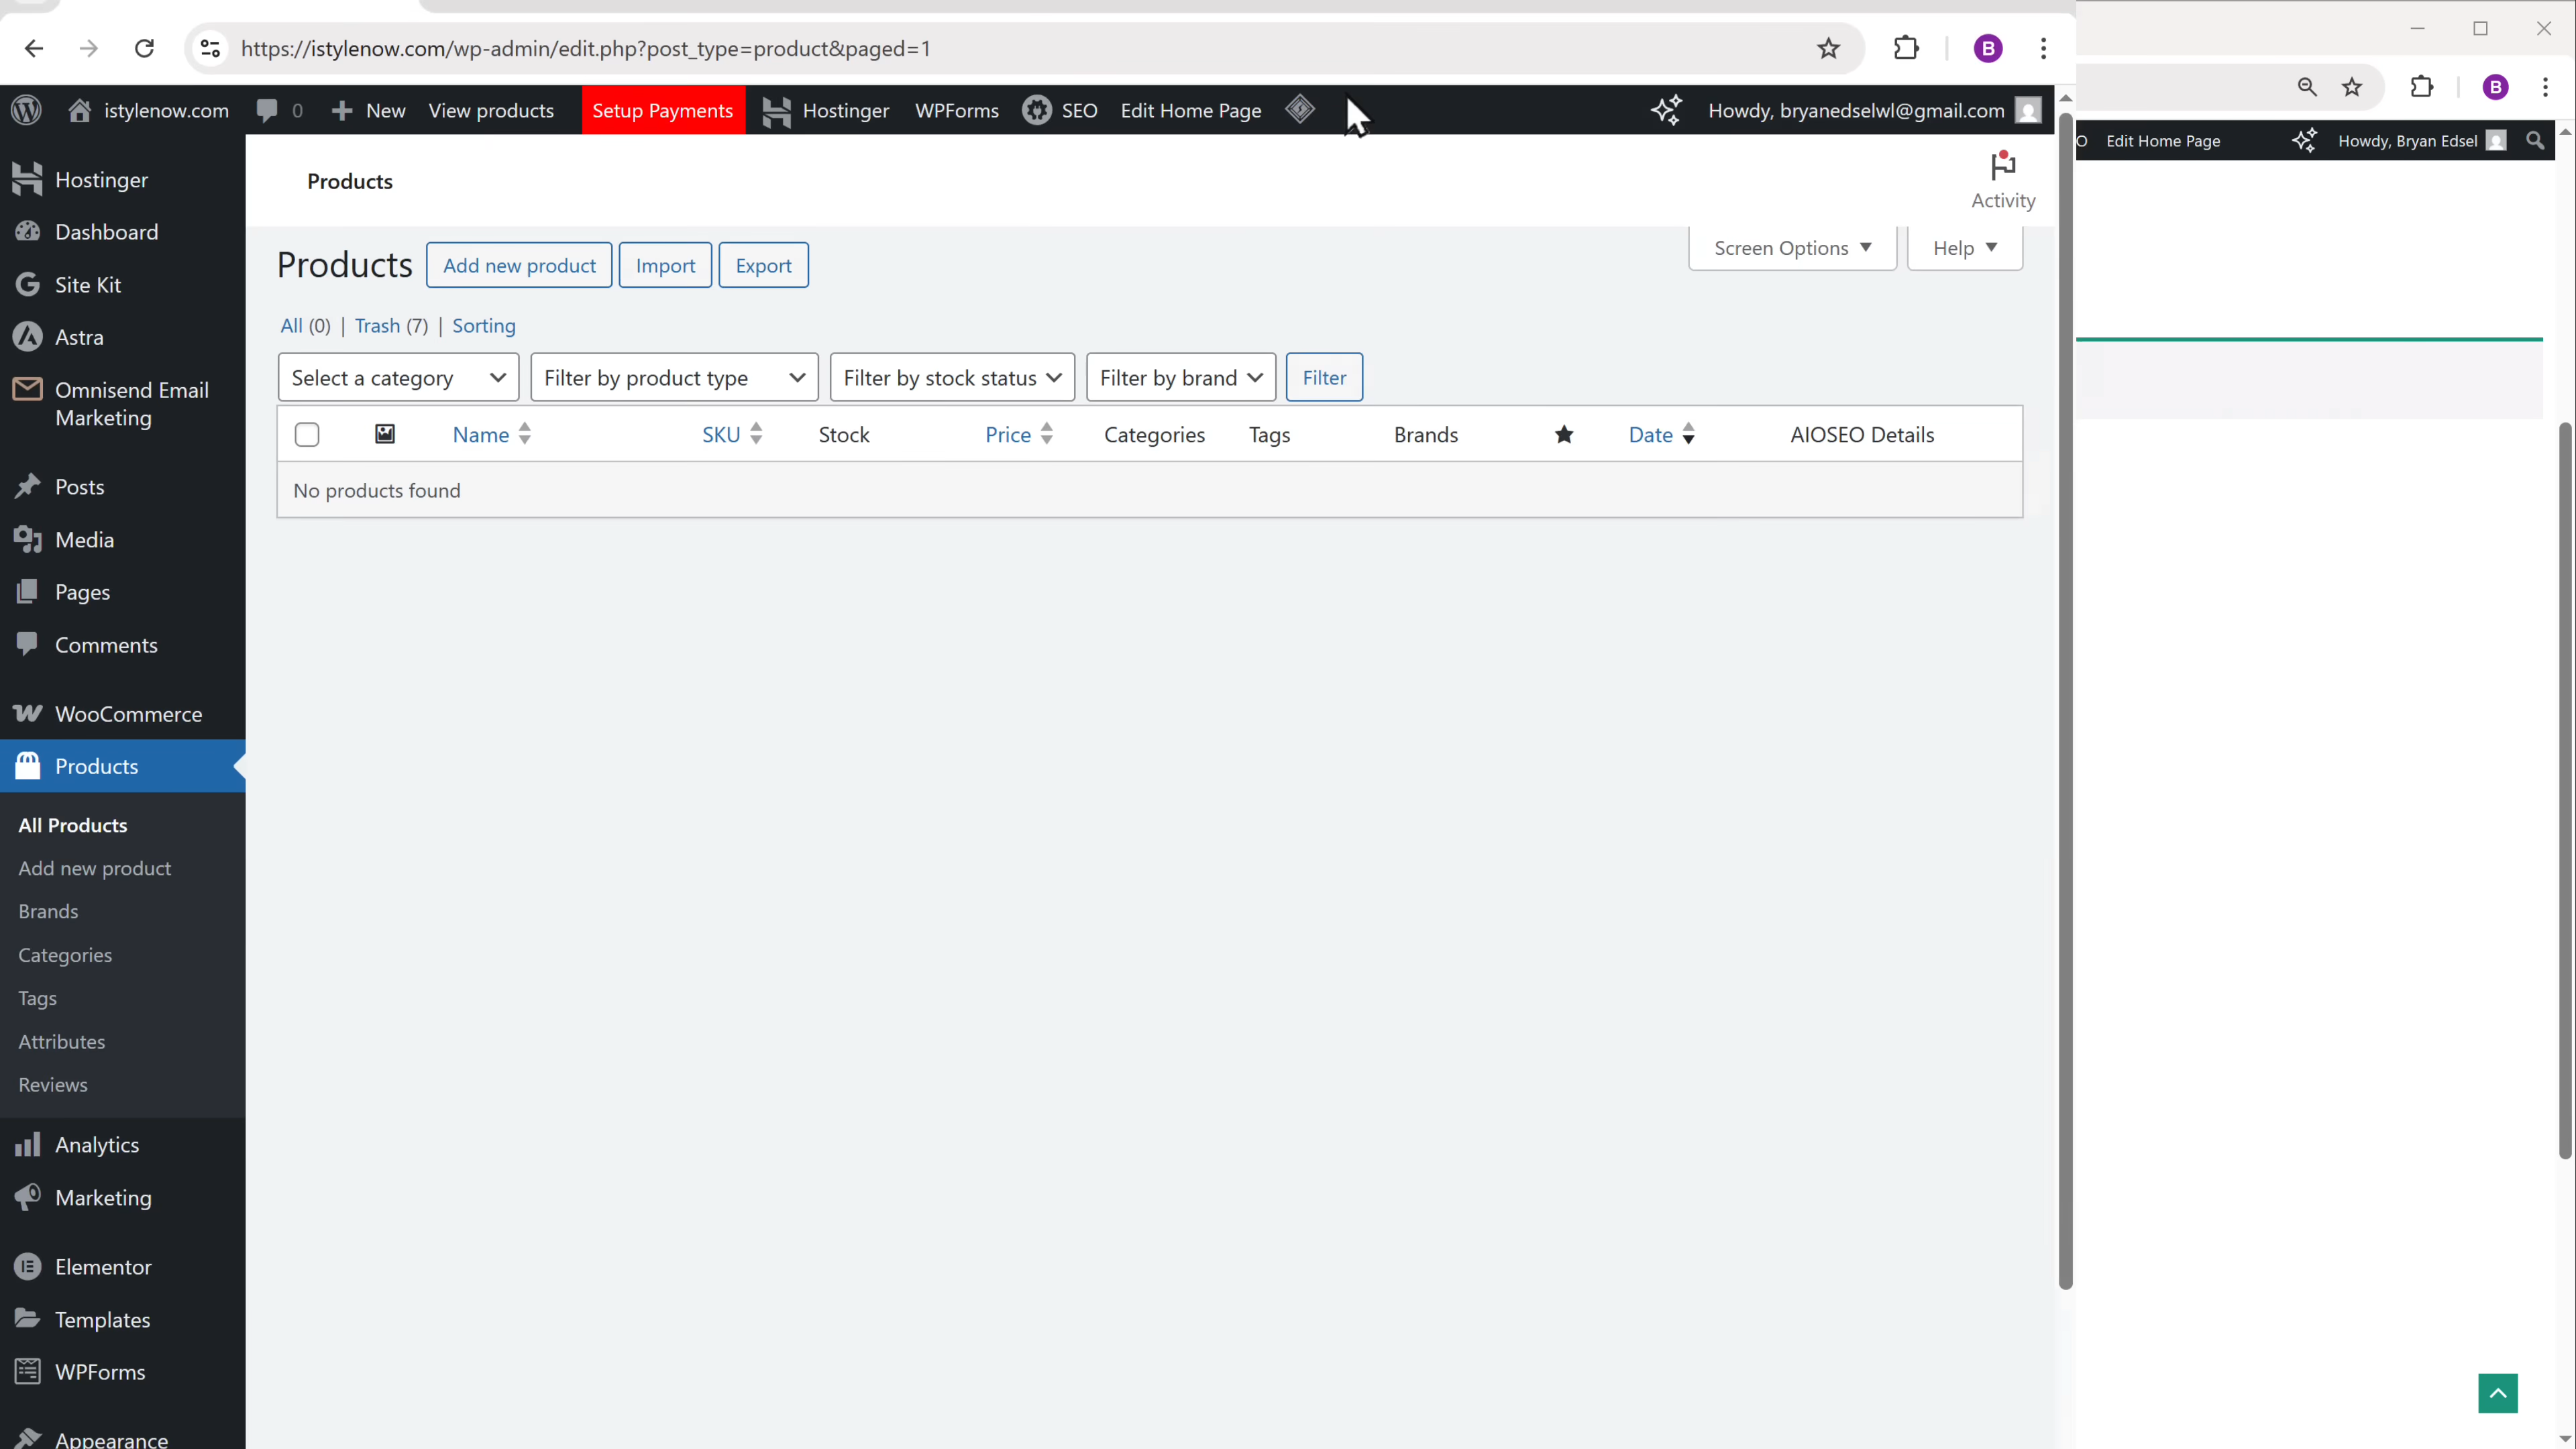 https://istylenow.com/wp-admin/edit.php?post_type=product&paged=1
B
B
istylenow.com 0 New View products Setup Payments Hostinger WPForms SEO Edit Home Page Howdy, bryanedselwl@gmail.com
O Edit Home Page Howdy, Bryan Edsel
Hostinger
Dashboard
Site Kit
Astra
Omnisend Email
Marketing
Posts
Media
Pages
Comments
WooCommerce
Products
All Products
Add new product
Brands
Categories
Tags
Attributes
Reviews
Analytics
Marketing
Elementor
Templates
WPForms
Appearance
Products
Activity
Products Add new product Import Export
Screen Options Help
All (0) | Trash (7) | Sorting
Select a category Filter by product type Filter by stock status Filter by brand Filter
Name SKU Stock Price Categories Tags Brands Date AIOSEO Details
No products found